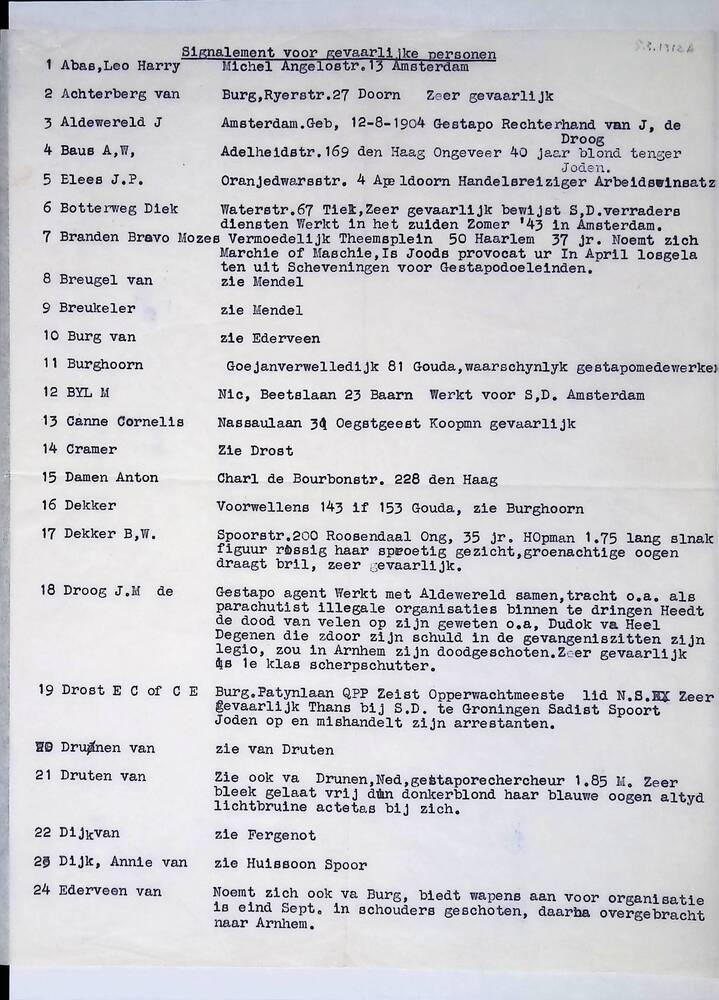 5.3.1312A
Signalement voor gevaarlijke personen
1 Abas,Leo Harry Michel Angelostr.13 Amsterdam
2 Achterberg van Burg,Ryerstr.27 Doorn Zeer gevaarlijk
3 Aldewereld J Amsterdam.Geb, 12-8-1904 Gestapo Rechterhand van J, de
Droog
4 Baus A,W, Adelheidstr.169 den Haag Ongeveer 40 jaar blond tenger
Joden.
5 Elees J.P. Oranjedwarsstr. 4 Apeldoorn Handelsreiziger Arbeidswinsatz
6 Botterweg Diek Waterstr.67 Tiel,Zeer gevaarlijk bewijst S,D.verraders
diensten Werkt in het zuiden Zomer '43 in Amsterdam.
7 Branden Bravo Mozes Vermoedelijk Theemsplein 50 Haarlem 37 jr. Noemt zich
Marchie of Maschie,Is Joods provocat ur In April losgela
ten uit Scheveningen voor Gestapodoeleinden.
8 Breugel van zie Mendel
9 Breukeler zie Mendel
10 Burg van zie Ederveen
11 Burghoorn Goejanverwelledijk 81 Gouda,waarschynlyk gestapomedewerker
12 BYL M Nic, Beetslaan 23 Baarn Werkt voor S,D. Amsterdam
13 Canne Cornelis Nassaulaan 34 Oegstgeest Koopmn gevaarlijk
14 Cramer Zie Drost
15 Damen Anton Charl de Bourbonstr. 228 den Haag
16 Dekker Voorwellens 143 if 153 Gouda, zie Burghoorn
17 Dekker B,W. Spoorstr.200 Roosendaal Ong, 35 jr. HOpman 1.75 lang slnak
figuur rossig haar sproetig gezicht,groenachtige oogen
draagt bril, zeer gevaarlijk.
18 Droog J.M de Gestapo agent Werkt met Aldewereld samen,tracht o.a. als
parachutist illegale organisaties binnen te dringen Heedt
de dood van velen op zijn geweten o.a, Dudok va Heel
Degenen die zdoor zijn schuld in de gevangeniszitten zijn
legio, zou in Arnhem zijn doodgeschoten.Zeer gevaarlijk
is 1e klas scherpschutter.
19 Drost E C of C E Burg.Patynlaan QPP Zeist Opperwachtmeeste lid N.S. Zeer
gevaarlijk Thans bij S.D. te Groningen Sadist Spoort
Joden op en mishandelt zijn arrestanten.
20 Drunen van zie van Druten
21 Druten van Zie ook va Drunen,Ned,gestaporechercheur 1.85 M. Zeer
bleek gelaat vrij dun donkerblond haar blauwe oogen altyd
lichtbruine actetas bij zich.
22 Dijkvan zie Fergenot
23 Dijk, Annie van zie Huissoon Spoor
24 Ederveen van Noemt zich ook va Burg, biedt wapens aan voor organisatie
is eind Sept. in schouders geschoten, daarha overgebracht
naar Arnhem.